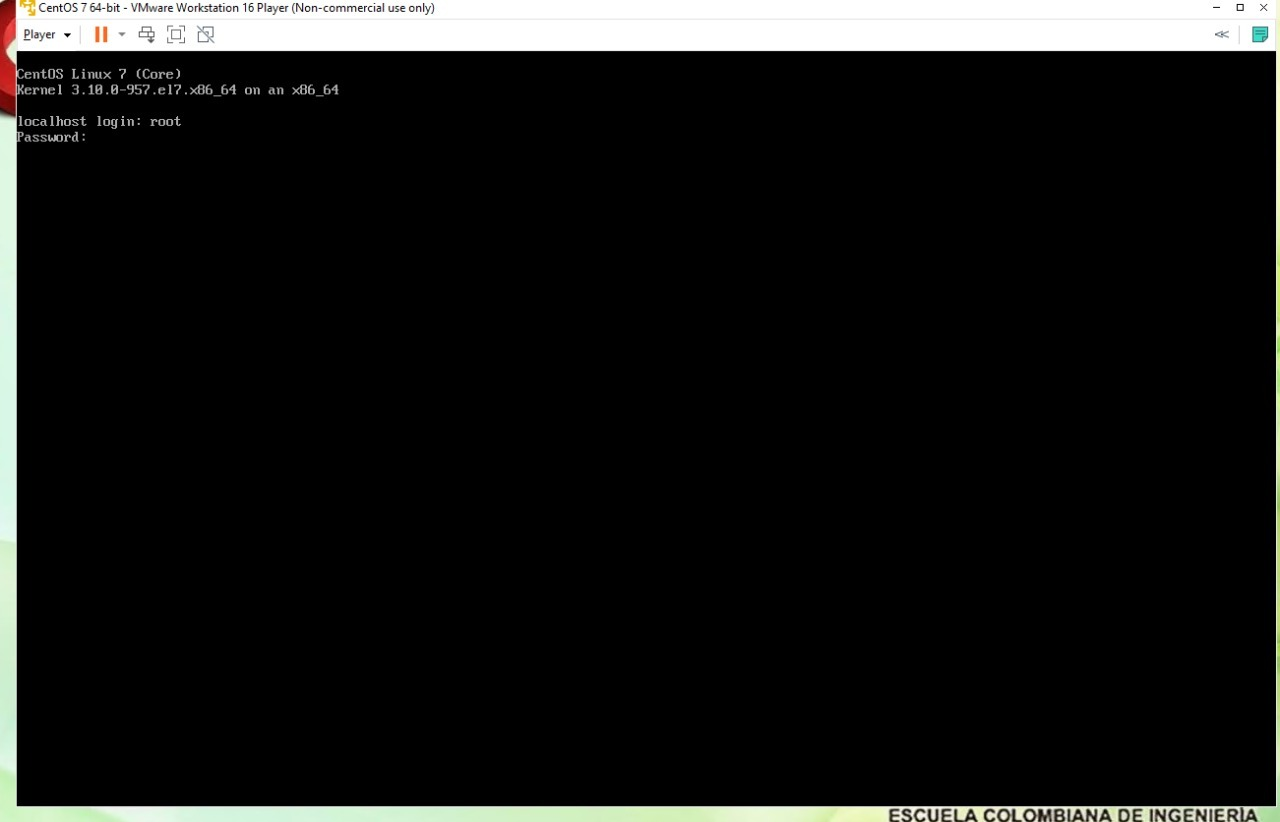 CentOS 7 64-bit - VMware Workstation 16 Player (Non-commercial use only)
Player
CentOS Linux 7 (Core)
Kernel 3.10.0-957.el7.x86_64 on an x86_64
localhost login: root
Password:
ESCUELA COLOMBIANA DE INGENIERÍA